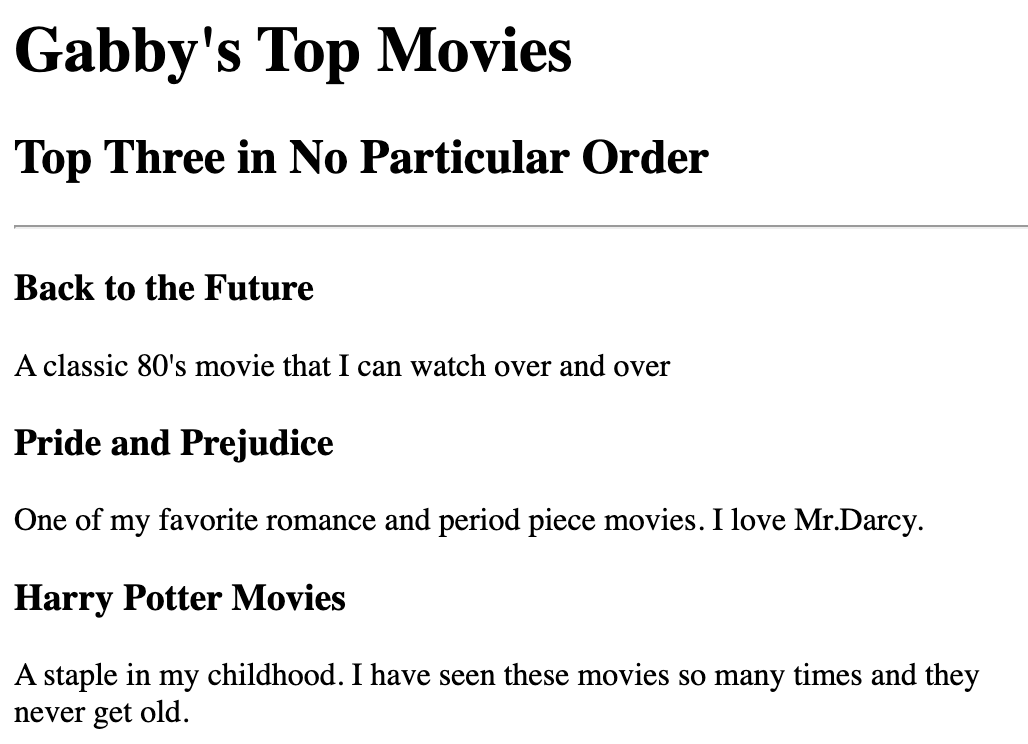 Gabby's Top Movies
Top Three in No Particular Order
Back to the Future
A classic 80's movie that I can watch over and over
Pride and Prejudice
One of my favorite romance and period piece movies. I love Mr.Darcy.
Harry Potter Movies
A staple in my childhood. I have seen these movies so many times and they
never get old.